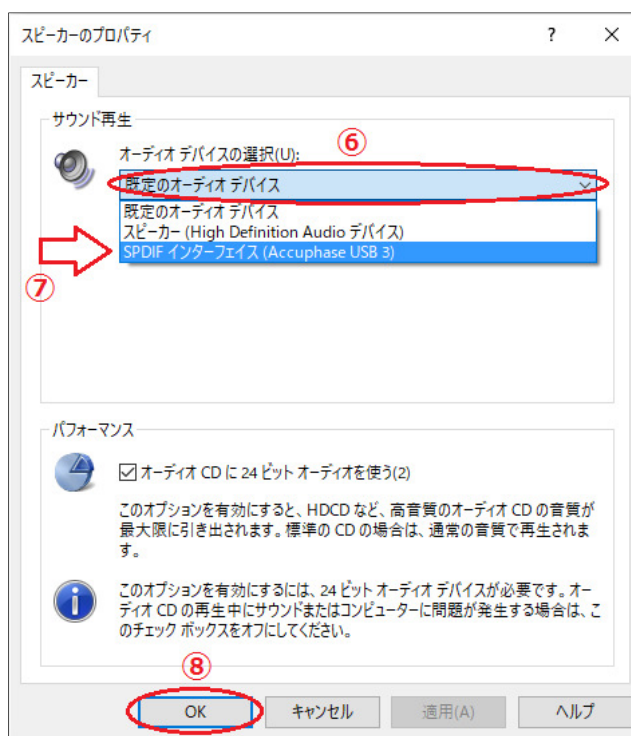 スピーカーのプロパティ ? ×
スピーカー
サウンド再生
オーディオ デバイスの選択(U):
⑥
既定のオーディオ デバイス
既定のオーディオ デバイス
スピーカー (High Definition Audio デバイス)
SPDIF インターフェイス (Accuphase USB 3)
⑦
パフォーマンス
オーディオ CD に 24 ビット オーディオを使う(2)
このオプションを有効にすると、HDCD など、高音質のオーディオ CD の音質が
最大限に引き出されます。標準の CD の場合は、通常の音質で再生されま
す。
このオプションを有効にするには、24 ビット オーディオ デバイスが必要です。オー
ディオ CD の再生中にサウンドまたはコンピューターに問題が発生する場合は、こ
のチェック ボックスをオフにしてください。
⑧
OK キャンセル 適用(A) ヘルプ